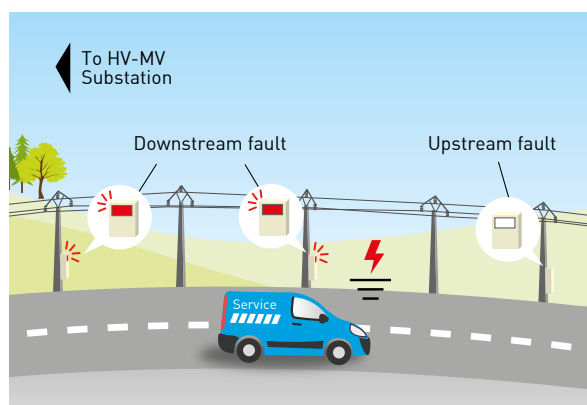 To HV-MV
Substation
Downstream fault
Upstream fault
Service